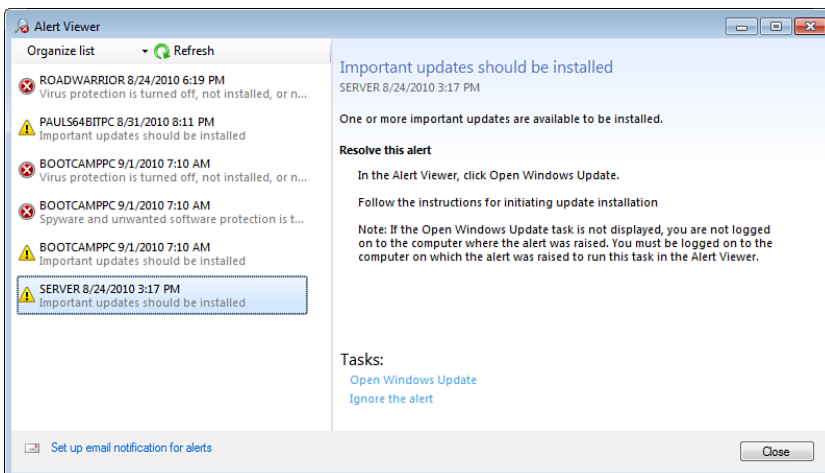 Alert Viewer
Organize list
Refresh
ROADWARRIOR 8/24/2010 6:19 PM
Virus protection is turned off, not installed, or n...
PAULS64BITPC 8/31/2010 8:11 PM
Important updates should be installed
BOOTCAMPPC 9/1/2010 7:10 AM
Virus protection is turned off, not installed, or n...
BOOTCAMPPC 9/1/2010 7:10 AM
Spyware and unwanted software protection is t...
BOOTCAMPPC 9/1/2010 7:10 AM
Important updates should be installed
SERVER 8/24/2010 3:17 PM
Important updates should be installed
Important updates should be installed
SERVER 8/24/2010 3:17 PM
One or more important updates are available to be installed.
Resolve this alert
In the Alert Viewer, click Open Windows Update.
Follow the instructions for initiating update installation
Note: If the Open Windows Update task is not displayed, you are not logged
on to the computer where the alert was raised. You must be logged on to the
computer on which the alert was raised to run this task in the Alert Viewer.
Tasks:
Open Windows Update
Ignore the alert
Set up email notification for alerts
Close